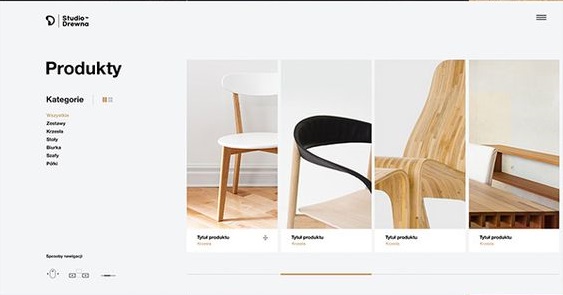 Studio
Drewna
Produkty
Kategorie
Wszystkie
Zestawy
Krzesła
Stoły
Biurka
Szafy
Półki
Tytuł produktu
Krzesła
Tytuł produktu
Krzesła
Tytuł produktu
Krzesła
Tytuł produktu
Krzesła
Sposoby nawigacji